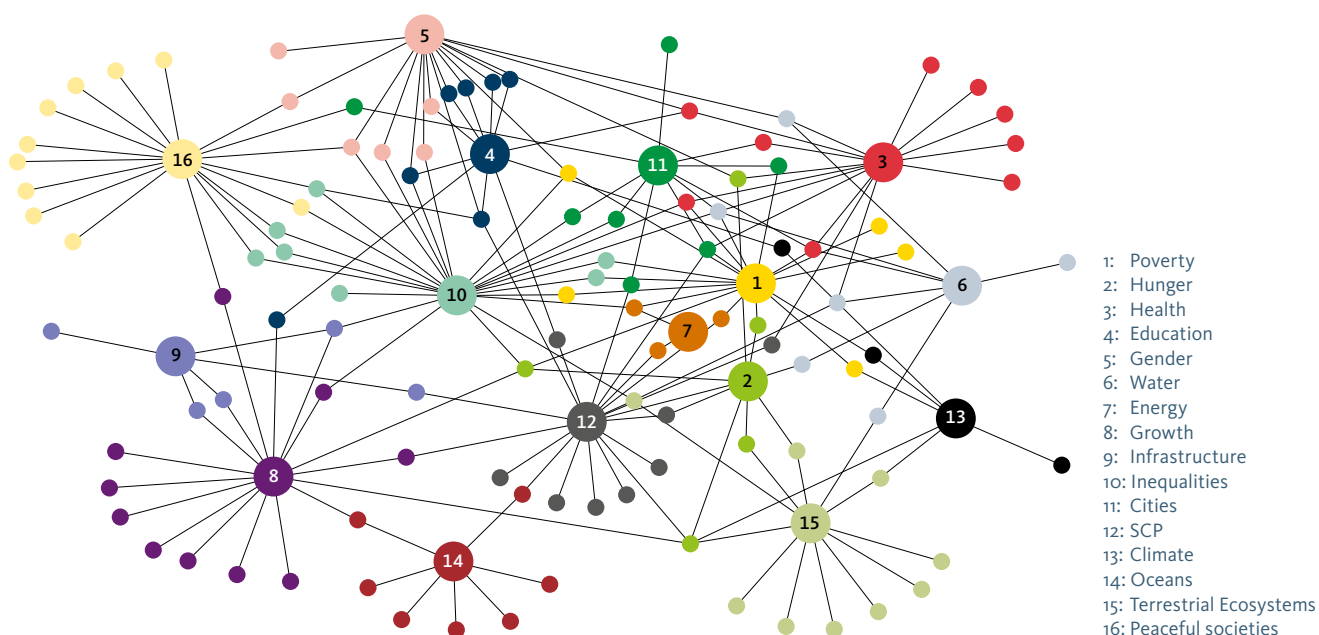 5
16
4
11
3
10
1
6
7
9
2
12
13
8
15
14
1: Poverty
2: Hunger
3: Health
4: Education
5: Gender
6: Water
7: Energy
8: Growth
9: Infrastructure
10: Inequalities
11: Cities
12: SCP
13: Climate
14: Oceans
15: Terrestrial Ecosystems
16: Peaceful societies